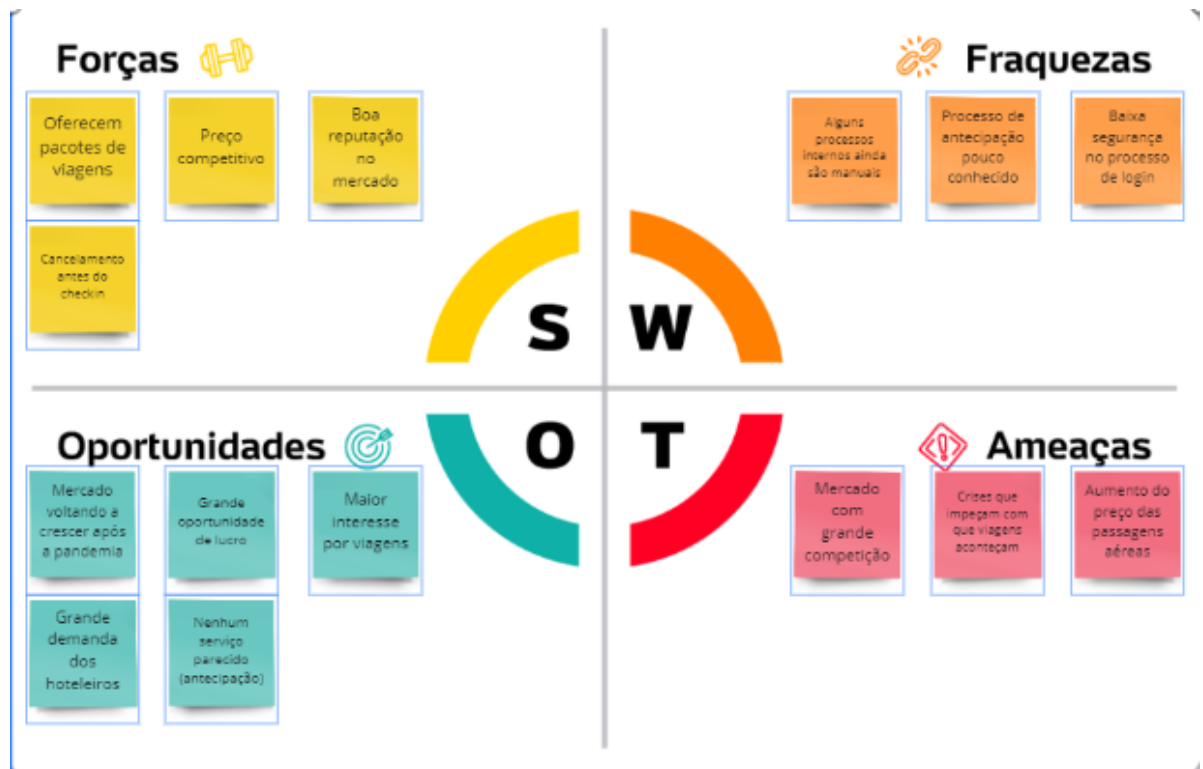 Forças
Oferecem
pacotes de
viagens
Preço
competitivo
Boa
reputação
no
mercado
Cancelamento
antes do
checkin
Fraquezas
Alguns
processos
internos ainda
são manuais
Processo de
antecipação
pouco
conhecido
Baixa
segurança
no processo
de login
S
W
O
T
Oportunidades
Mercado
voltando a
crescer após
a pandemia
Grande
oportunidade
de lucro
Maior
interesse
por viagens
Grande
demanda
dos
hoteleiros
Nenhum
serviço
parecido
(antecipação)
Ameaças
Mercado
com
grande
competição
Crises que
impeçam com
que viagens
aconteçam
Aumento do
preço das
passagens
aéreas